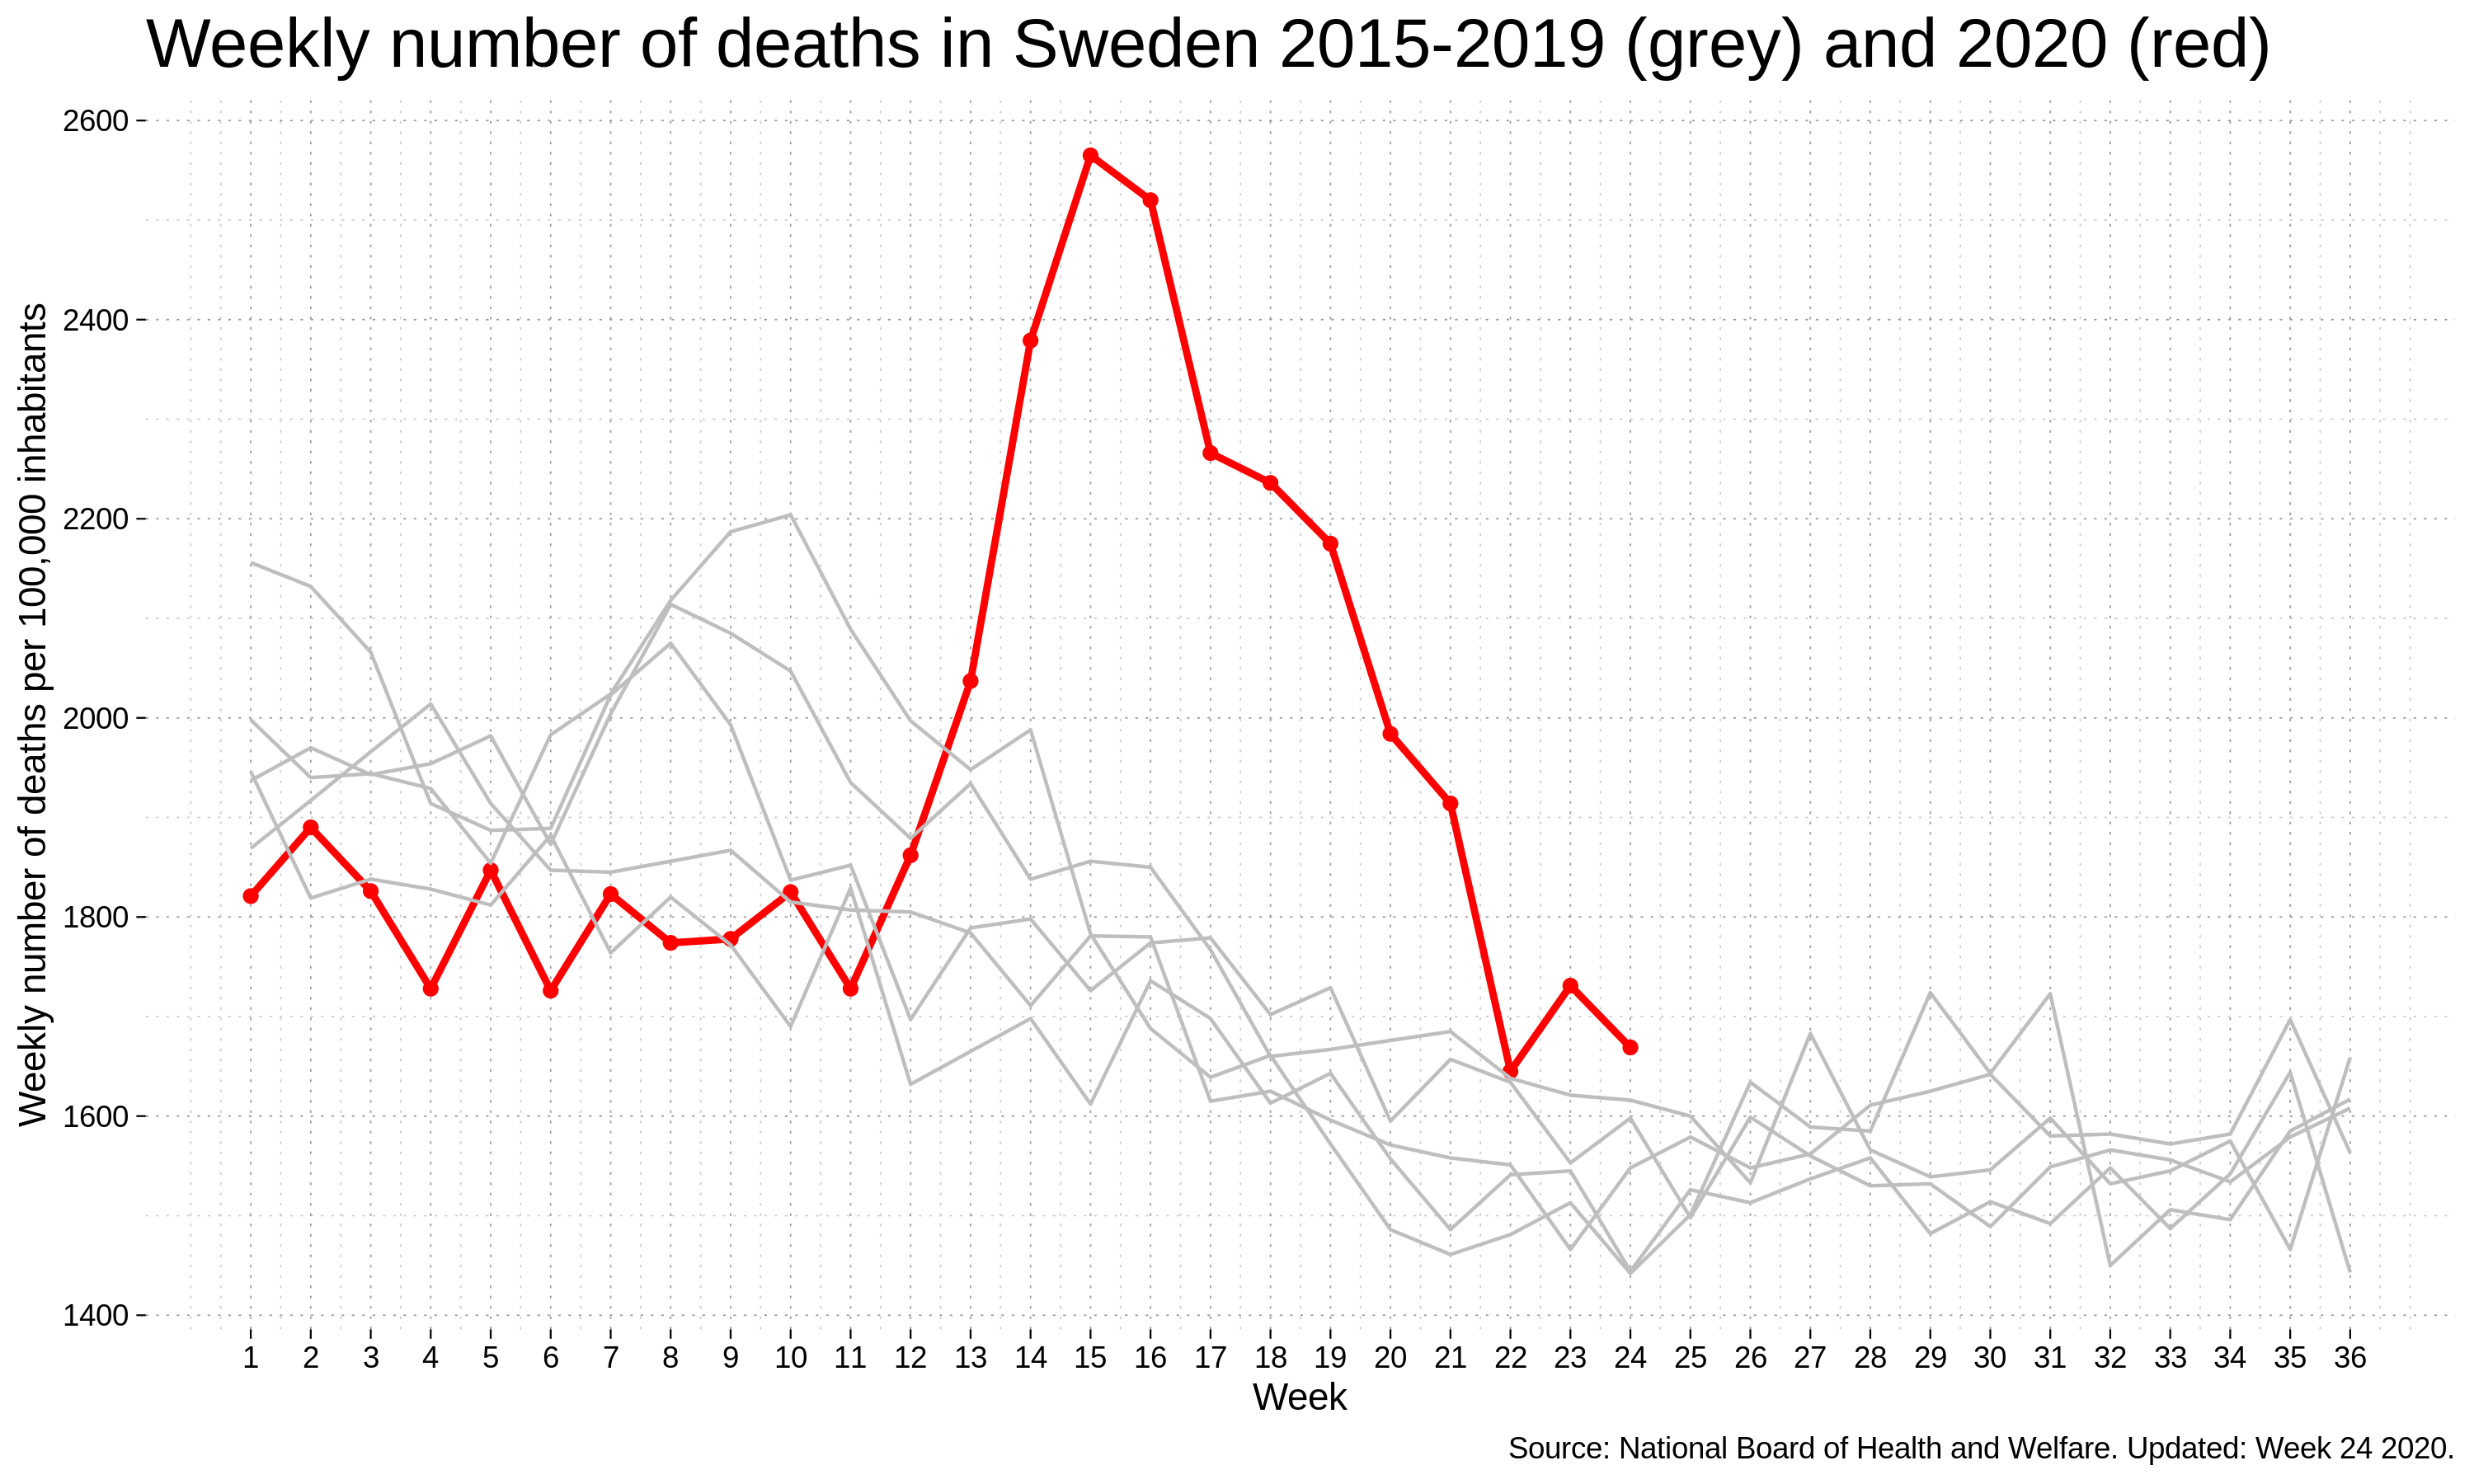 Weekly number of deaths in Sweden 2015-2019 (grey) and 2020 (red)
Weekly number of deaths per 100,000 inhabitants
2600
2400
2200
2000
1800
1600
1400
1 2 3 4 5 6 7 8 9 10 11 12 13 14 15 16 17 18 19 20 21 22 23 24 25 26 27 28 29 30 31 32 33 34 35 36
Week
Source: National Board of Health and Welfare. Updated: Week 24 2020.